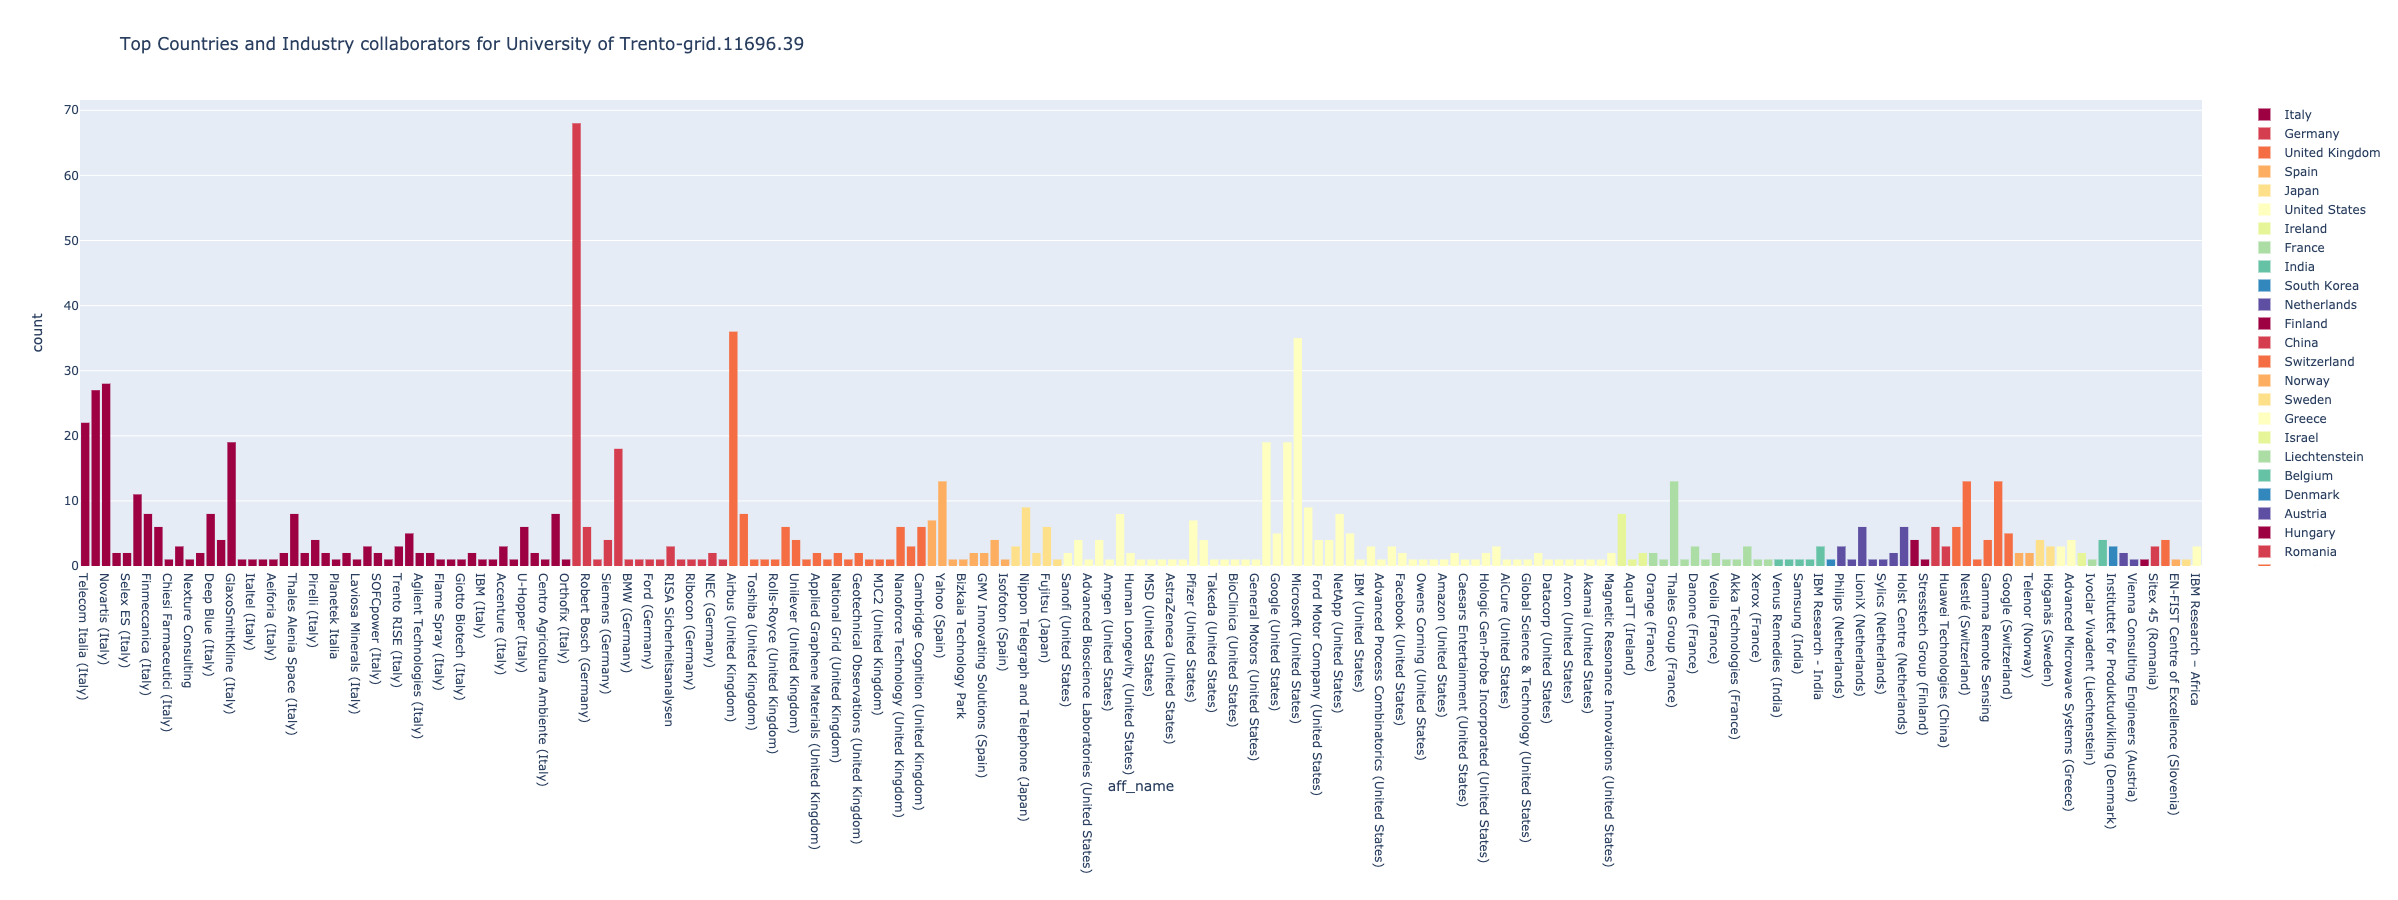 Top Countries and Industry collaborators for University of Trento-grid.11696.39
70
60
50
40
30
20
10
0
count
Telecom Italia (Italy)
Novartis (Italy)
Selex ES (Italy)
Finmeccanica (Italy)
Chiesi Farmaceutici (Italy)
Nexture Consulting
Deep Blue (Italy)
GlaxoSmithKline (Italy)
Italtel (Italy)
Aeiforia (Italy)
Thales Alenia Space (Italy)
Pirelli (Italy)
Planetek Italia
Laviosa Minerals (Italy)
SOFCpower (Italy)
Trento RISE (Italy)
Agilent Technologies (Italy)
Flame Spray (Italy)
Giotto Biotech (Italy)
IBM (Italy)
Accenture (Italy)
U-Hopper (Italy)
Centro Agricoltura Ambiente (Italy)
Orthofix (Italy)
Robert Bosch (Germany)
Siemens (Germany)
BMW (Germany)
Ford (Germany)
RISA Sicherheitsanalysen
Ribocon (Germany)
NEC (Germany)
Airbus (United Kingdom)
Toshiba (United Kingdom)
Rolls-Royce (United Kingdom)
Unilever (United Kingdom)
Applied Graphene Materials (United Kingdom)
National Grid (United Kingdom)
Geotechnical Observations (United Kingdom)
MJC2 (United Kingdom)
Nanoforce Technology (United Kingdom)
Cambridge Cognition (United Kingdom)
Yahoo (Spain)
Bizkaia Technology Park
GMV Innovating Solutions (Spain)
Isofoton (Spain)
Nippon Telegraph and Telephone (Japan)
Fujitsu (Japan)
Sanofi (United States)
Advanced Bioscience Laboratories (United States)
Amgen (United States)
Human Longevity (United States)
MSD (United States)
AstraZeneca (United States)
Pfizer (United States)
Takeda (United States)
BioClinica (United States)
General Motors (United States)
Google (United States)
Microsoft (United States)
Ford Motor Company (United States)
NetApp (United States)
IBM (United States)
Advanced Process Combinatorics (United States)
Facebook (United States)
Owens Corning (United States)
Amazon (United States)
Caesars Entertainment (United States)
Hologic Gen-Probe Incorporated (United States)
AiCure (United States)
Global Science & Technology (United States)
Datacorp (United States)
Arcon (United States)
Akamai (United States)
Magnetic Resonance Innovations (United States)
AquaTT (Ireland)
Orange (France)
Thales Group (France)
Danone (France)
Veolia (France)
Akka Technologies (France)
Xerox (France)
Venus Remedies (India)
Samsung (India)
IBM Research - India
Philips (Netherlands)
LioniX (Netherlands)
Sylics (Netherlands)
Holst Centre (Netherlands)
Stresstech Group (Finland)
Huawei Technologies (China)
Nestlé (Switzerland)
Gamma Remote Sensing
Google (Switzerland)
Telenor (Norway)
Höganäs (Sweden)
Advanced Microwave Systems (Greece)
Ivoclar Vivadent (Liechtenstein)
Instituttet for Produktudvikling (Denmark)
Vienna Consulting Engineers (Austria)
Sitex 45 (Romania)
EN-FIST Centre of Excellence (Slovenia)
IBM Research – Africa
aff_name
Italy
Germany
United Kingdom
Spain
Japan
United States
Ireland
France
India
South Korea
Netherlands
Finland
China
Switzerland
Norway
Sweden
Greece
Israel
Liechtenstein
Belgium
Denmark
Austria
Hungary
Romania